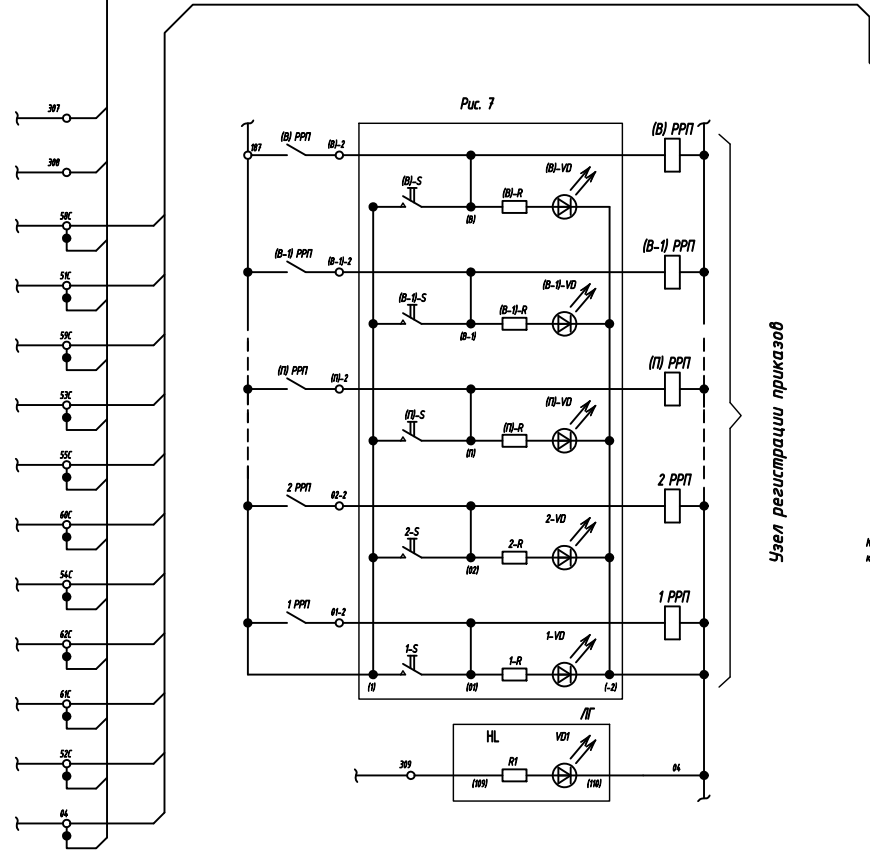 307
308
50С
51С
59С
53С
55С
60С
54С
62С
61С
52С
04
Рис. 7
187
(В) РРП
(В)-2
(В) РРП
(В)-S
(В)
(В)-R
(В)-VD
(В-1) РРП
(В-1)-2
(В-1) РРП
(В-1)-S
(В-1)
(В-1)-R
(В-1)-VD
(П) РРП
(П)-2
(П) РРП
(П)-S
(П)
(П)-R
(П)-VD
2 РРП
02-2
2 РРП
2-S
(02)
2-R
2-VD
1 РРП
01-2
1 РРП
1-S
(1)
(01)
1-R
1-VD
(-2)
Узел регистрации приказов
ЛГ
HL
VD1
309
(109)
R1
(110)
04